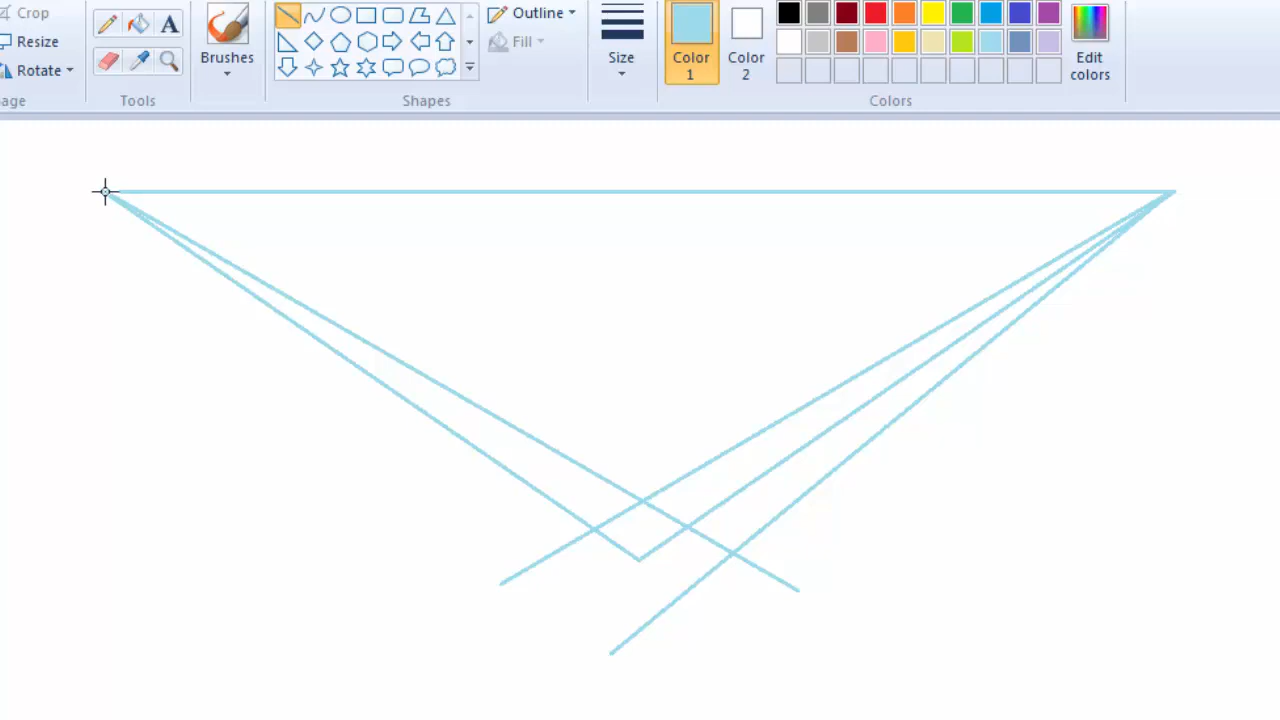 Crop
Resize
Rotate
age
A
Tools
Brushes
Outline
Fill
Shapes
Size
Color
1
Color
2
Edit
colors
Colors